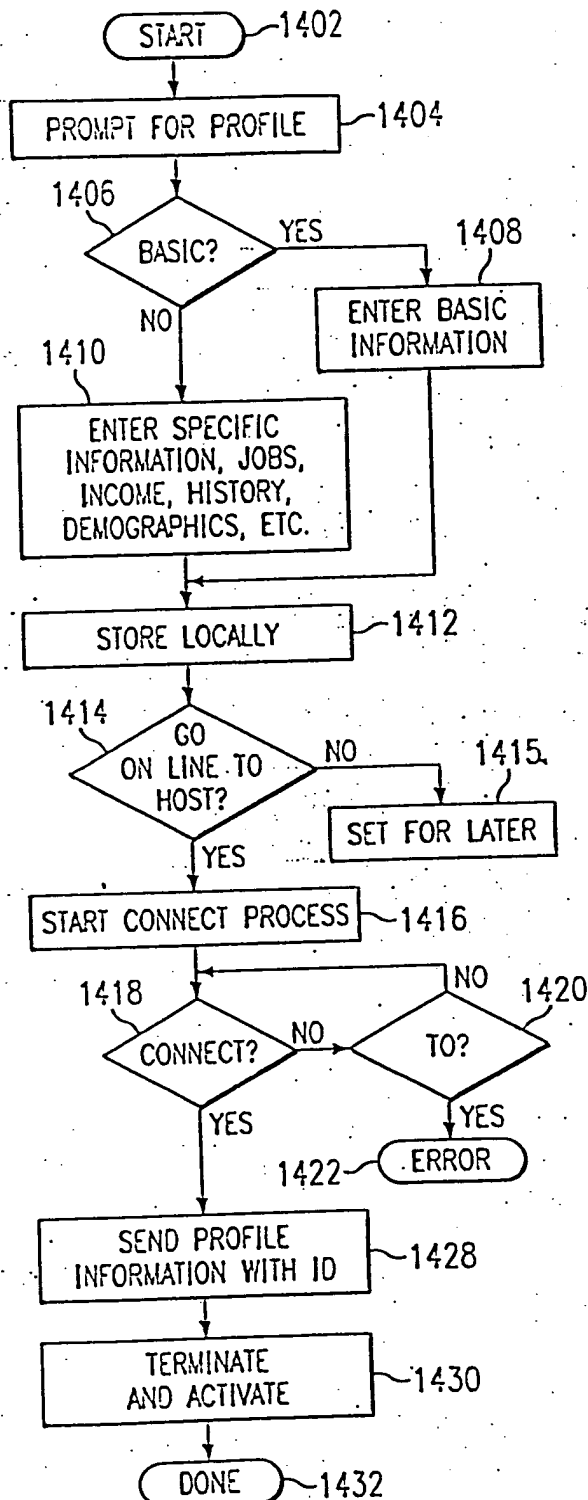 START
1402
PROMPT FOR PROFILE
1404
1406
BASIC?
YES
1408
NO
ENTER BASIC
INFORMATION
1410
ENTER SPECIFIC
INFORMATION, JOBS,
INCOME, HISTORY,
DEMOGRAPHICS, ETC.
STORE LOCALLY
1412
1414
GO
ON LINE TO
HOST?
NO
1415
SET FOR LATER
YES
START CONNECT PROCESS
1416
NO
1418
1420
CONNECT?
NO
TO?
YES
YES
1422
ERROR
SEND PROFILE
INFORMATION WITH ID
1428
TERMINATE
AND ACTIVATE
1430
DONE
1432